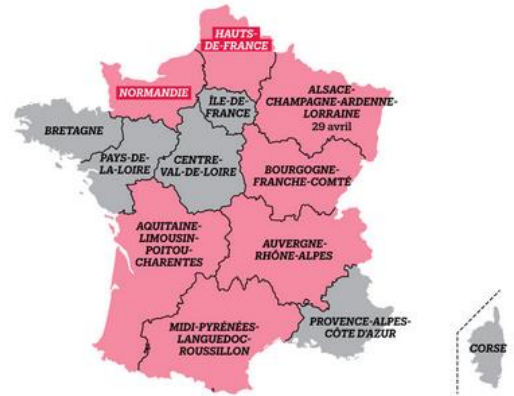 HAUTS-
DE-FRANCE
NORMANDIE
ÎLE-DE-
FRANCE
ALSACE-
CHAMPAGNE-ARDENNE-
LORRAINE
29 avril
BRETAGNE
PAYS-DE-
LA-LOIRE
CENTRE-
VAL-DE-LOIRE
BOURGOGNE-
FRANCHE-COMTÉ
AQUITAINE-
LIMOUSIN-
POITOU-
CHARENTES
AUVERGNE-
RHÔNE-ALPES
MIDI-PYRÉNÉES-
LANGUEDOC-
ROUSSILLON
PROVENCE-ALPES-
CÔTE D'AZUR
CORSE